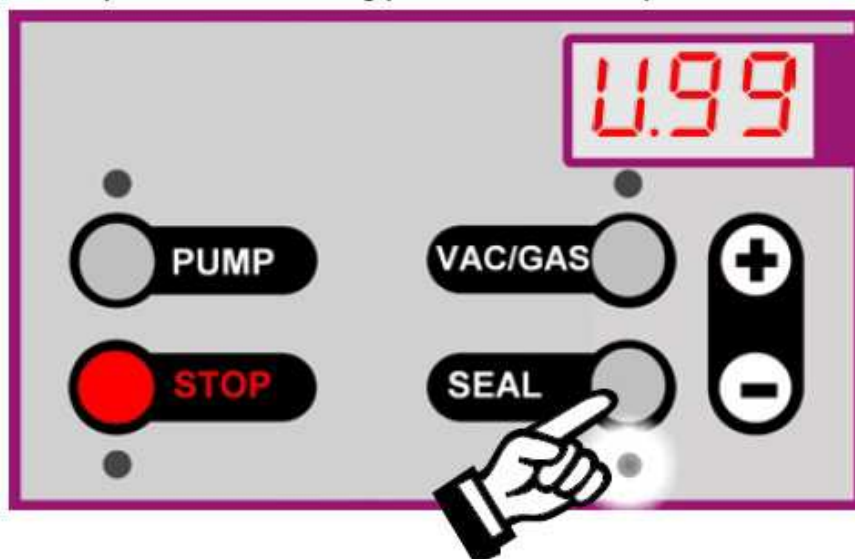 U.99
PUMP
VAC/GAS
+
STOP
SEAL
-